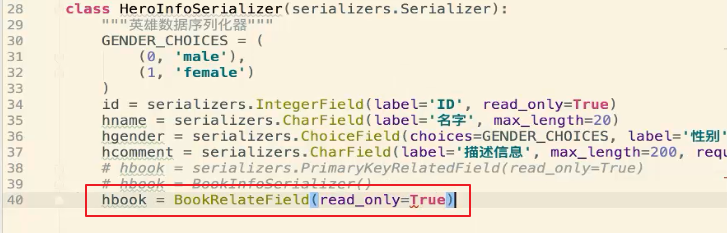 28 class HeroInfoSerializer(serializers.Serializer):
29 """英雄数据序列化器"""
30 GENDER_CHOICES = (
31 (0, 'male'),
32 (1, 'female')
33 )
34 id = serializers.IntegerField(label='ID', read_only=True)
35 hname = serializers.CharField(label='名字', max_length=20)
36 hgender = serializers.ChoiceField(choices=GENDER_CHOICES, label='性别'
37 hcomment = serializers.CharField(label='描述信息', max_length=200, requ
38 # hbook = serializers.PrimaryKeyRelatedField(read_only=True)
39 # hbook = BookInfoSerializer()
40 hbook = BookRelateField(read_only=True)